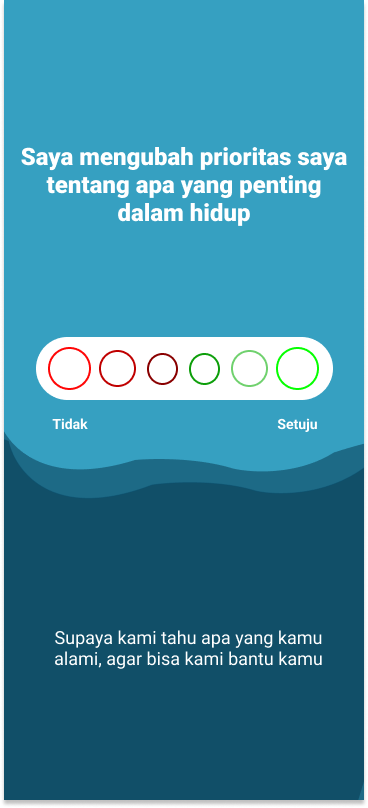 Saya mengubah prioritas saya
tentang apa yang penting
dalam hidup
Tidak
Setuju
Supaya kami tahu apa yang kamu
alami, agar bisa kami bantu kamu